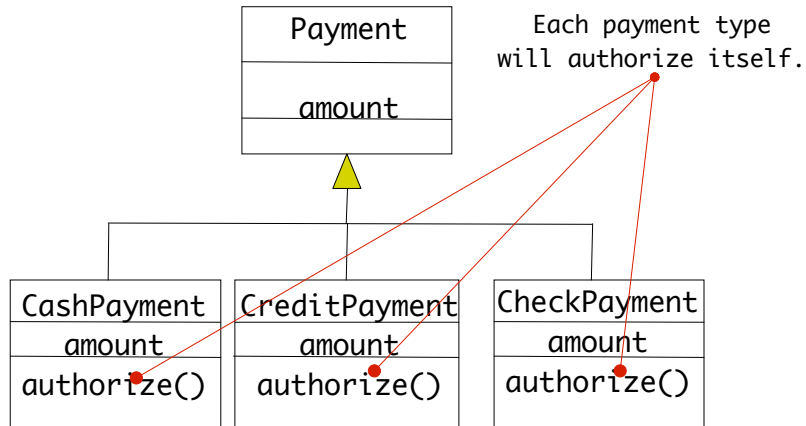 Payment
amount
Each payment type
will authorize itself.
CashPayment
amount
authorize()
CreditPayment
amount
authorize()
CheckPayment
amount
authorize()